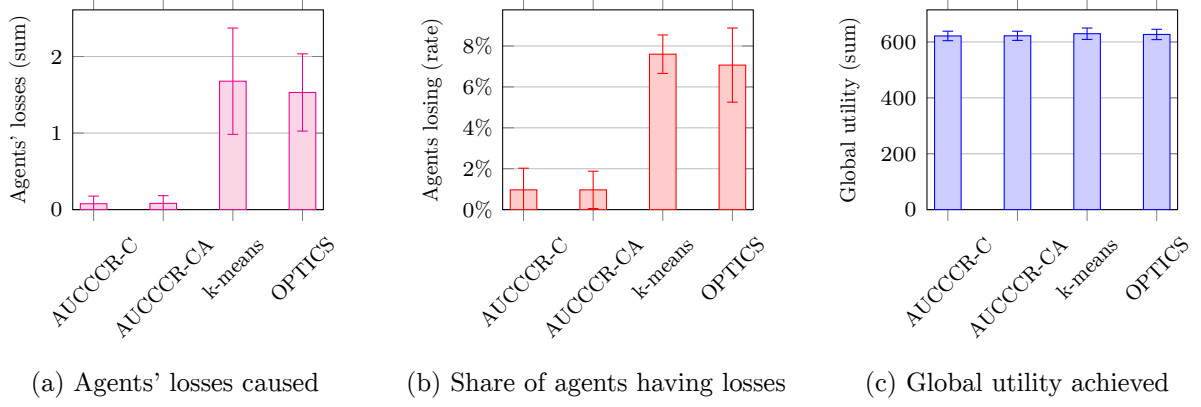 Agents' losses (sum)
2
1
0
AUCCCR-C
AUCCCR-CA
k-means
OPTICS
(a) Agents' losses caused
Agents losing (rate)
8%
6%
4%
2%
0%
AUCCCR-C
AUCCCR-CA
k-means
OPTICS
(b) Share of agents having losses
Global utility (sum)
600
400
200
0
AUCCCR-C
AUCCCR-CA
k-means
OPTICS
(c) Global utility achieved